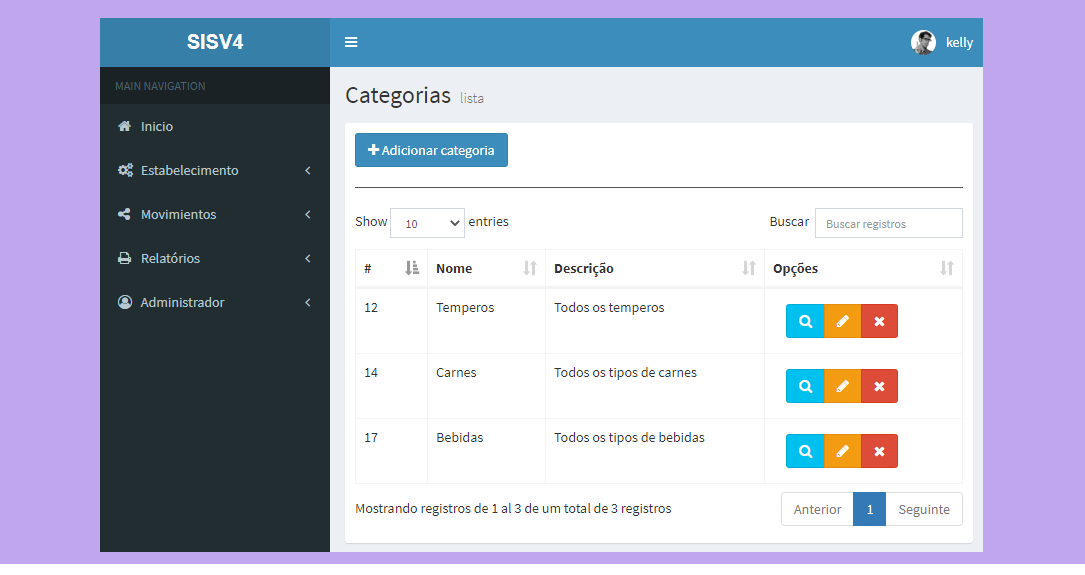 SISV4
kelly
MAIN NAVIGATION
Inicio
Estabelecimento
Movimientos
Relatórios
Administrador
Categorias lista
Adicionar categoria
Show 10 entries
Buscar Buscar registros
# Nome Descrição Opções
12 Temperos Todos os temperos
14 Carnes Todos os tipos de carnes
17 Bebidas Todos os tipos de bebidas
Mostrando registros de 1 al 3 de um total de 3 registros
Anterior 1 Seguinte